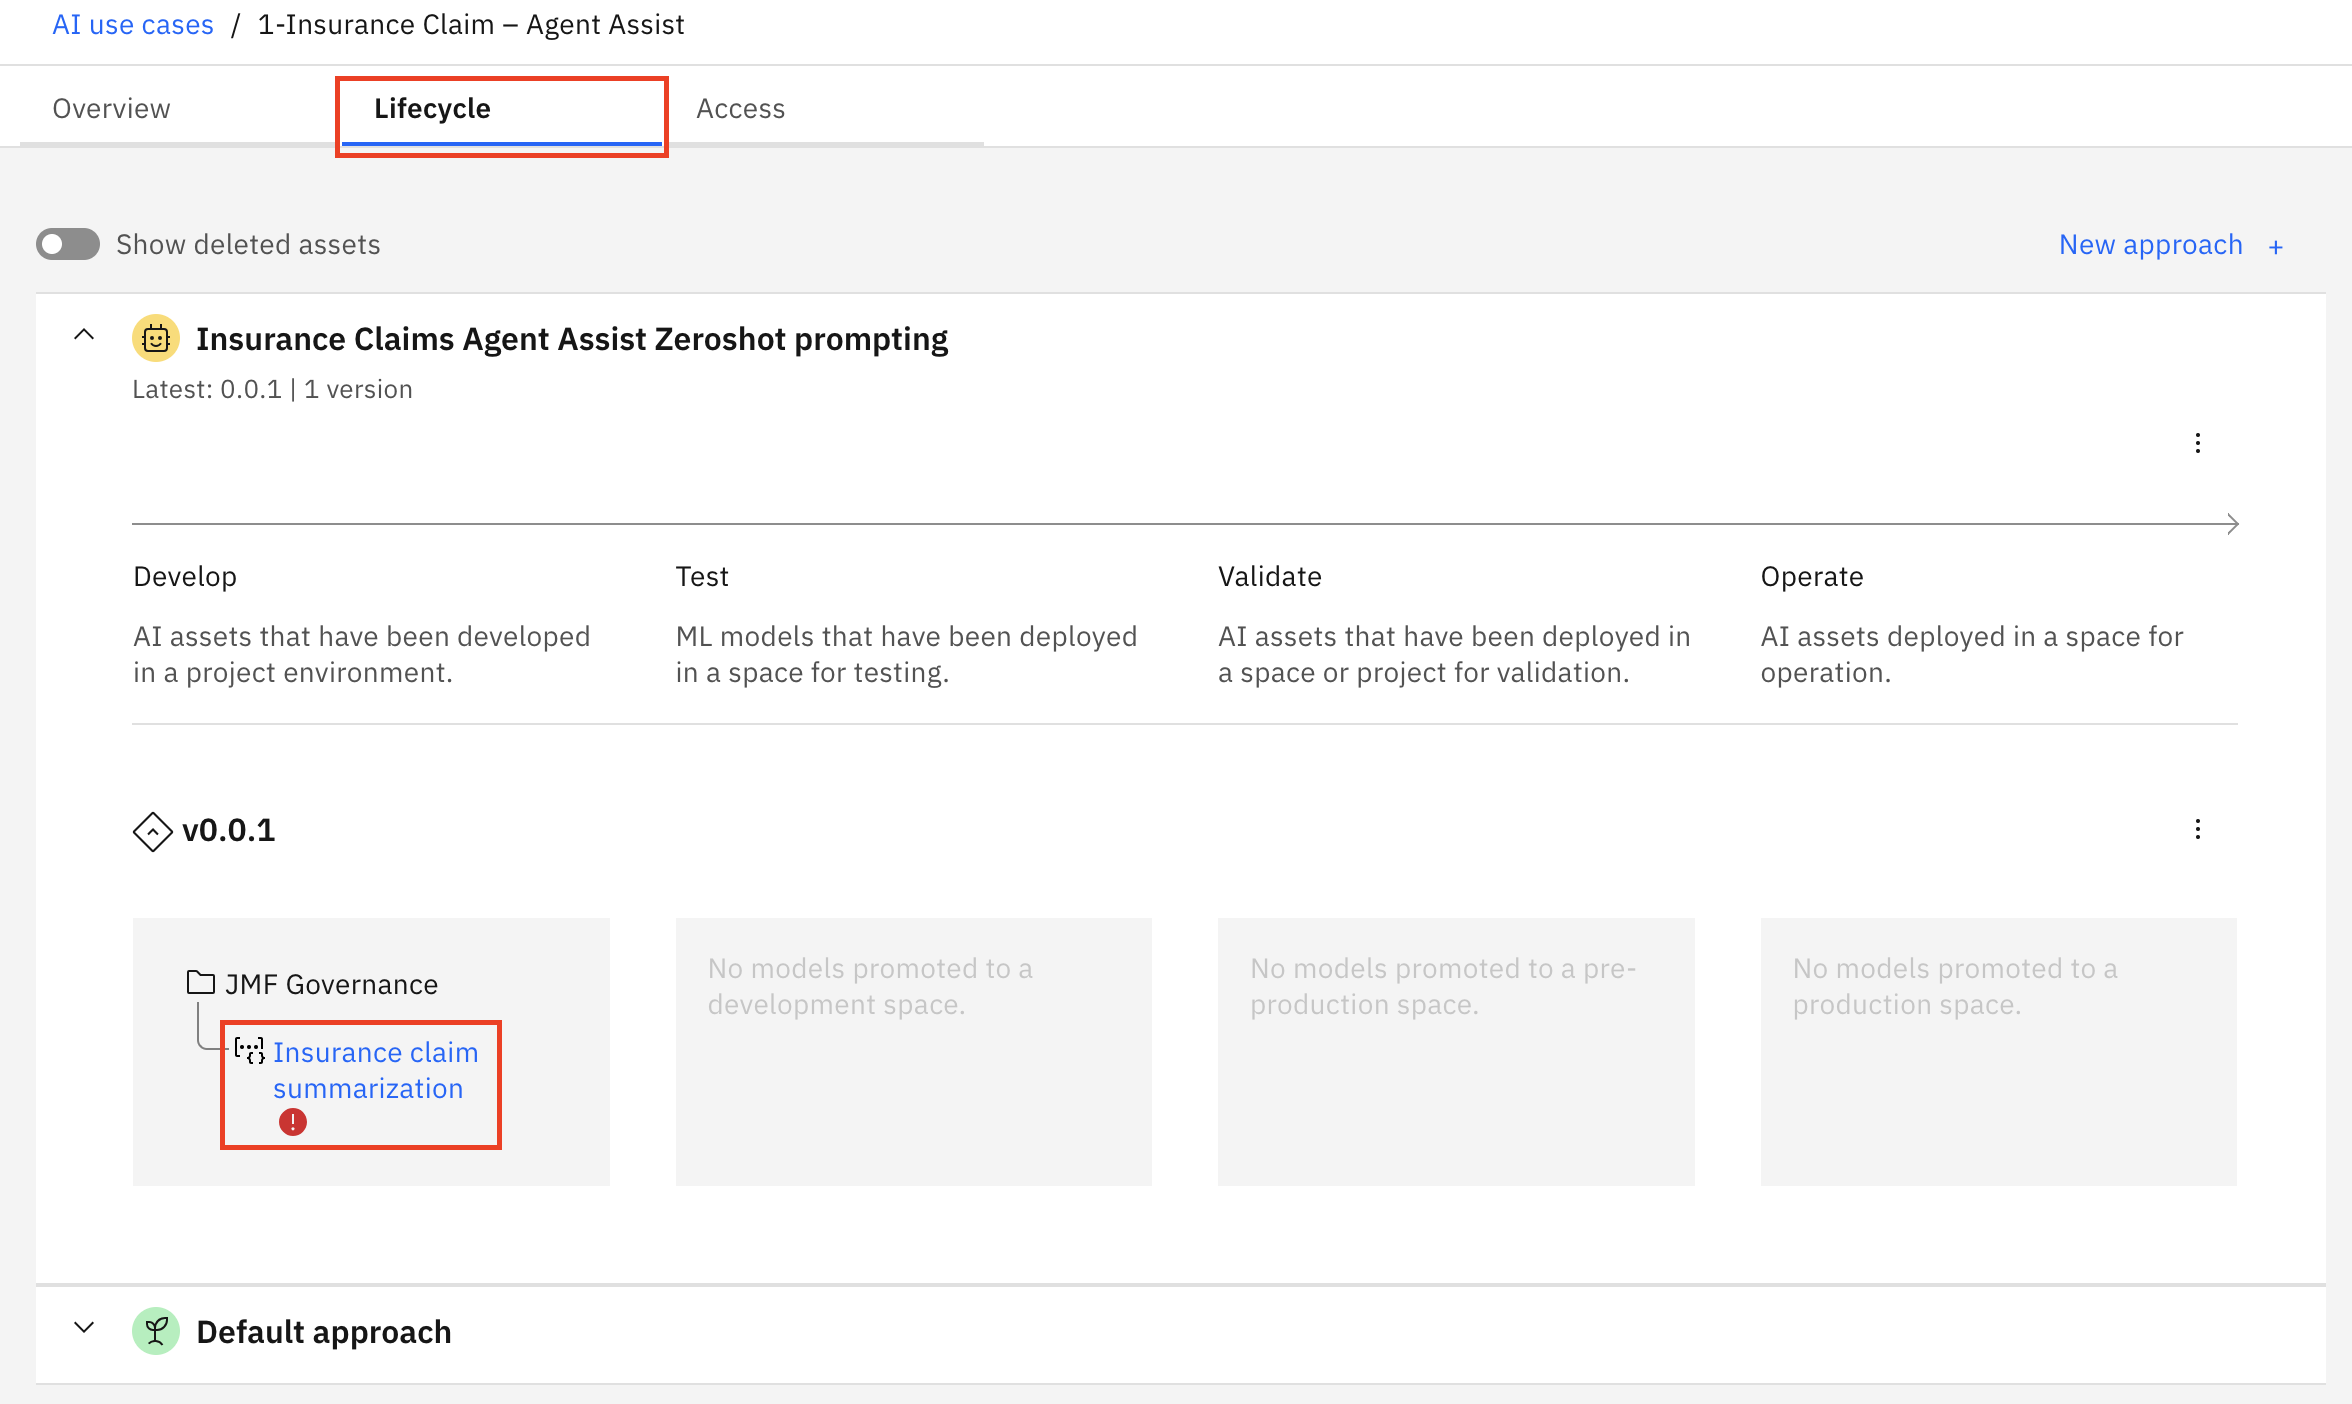 AI use cases / 1-Insurance Claim – Agent Assist
Overview
Lifecycle
Access
Show deleted assets
New approach +
Insurance Claims Agent Assist Zeroshot prompting
Latest: 0.0.1 | 1 version
Develop
AI assets that have been developed
in a project environment.
Test
ML models that have been deployed
in a space for testing.
Validate
AI assets that have been deployed in
a space or project for validation.
Operate
AI assets deployed in a space for
operation.
v0.0.1
JMF Governance
Insurance claim
summarization
No models promoted to a
development space.
No models promoted to a pre-
production space.
No models promoted to a
production space.
Default approach